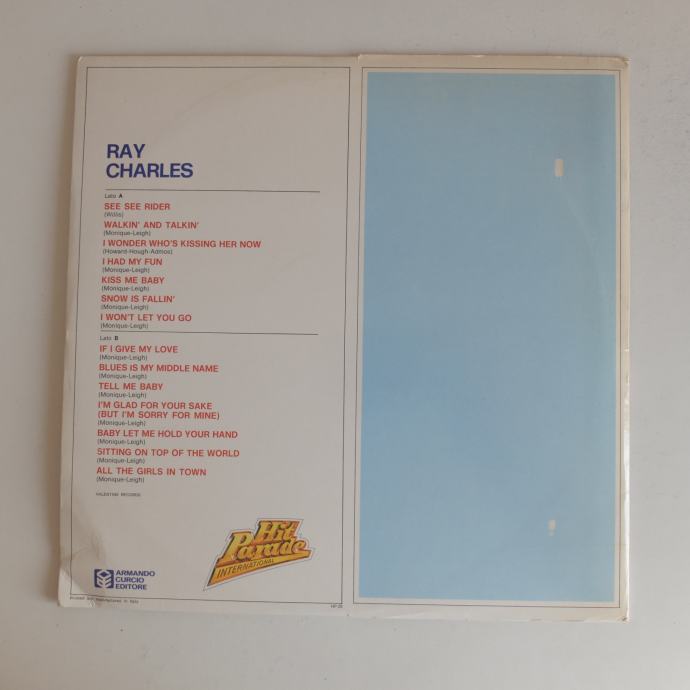 RAY
CHARLES
Lato A
SEE SEE RIDER
(Willis)
WALKIN' AND TALKIN'
(Monique-Leigh)
I WONDER WHO'S KISSING HER NOW
(Howard-Hough-Admos)
I HAD MY FUN
(Monique-Leigh)
KISS ME BABY
(Monique-Leigh)
SNOW IS FALLIN'
(Monique-Leigh)
I WON'T LET YOU GO
(Monique-Leigh)
Lato B
IF I GIVE MY LOVE
(Monique-Leigh)
BLUES IS MY MIDDLE NAME
(Monique-Leigh)
TELL ME BABY
(Monique-Leigh)
I'M GLAD FOR YOUR SAKE
(BUT I'M SORRY FOR MINE)
(Monique-Leigh)
BABY LET ME HOLD YOUR HAND
(Monique-Leigh)
SITTING ON TOP OF THE WORLD
(Monique-Leigh)
ALL THE GIRLS IN TOWN
(Monique-Leigh)
VALENTINE RECORDS
Hit
Parade
INTERNATIONAL
ARMANDO
CURCIO
EDITORE